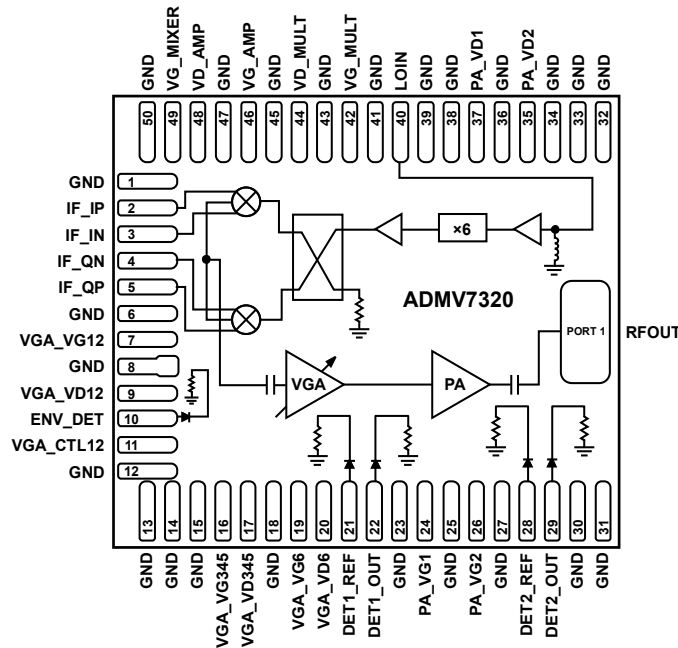 GND
VG_MIXER
VD_AMP
GND
VG_AMP
GND
VD_MULT
GND
VG_MULT
GND
LOIN
GND
GND
PA_VD1
GND
PA_VD2
GND
GND
GND
50
49
48
47
46
45
44
43
42
41
40
39
38
37
36
35
34
33
32
GND 1
IF_IP 2
IF_IN 3
IF_QN 4
IF_QP 5
GND 6
VGA_VG12 7
GND 8
VGA_VD12 9
ENV_DET 10
VGA_CTL12 11
GND 12
×6
ADMV7320
PORT 1
RFOUT
VGA
PA
13
14
15
16
17
18
19
20
21
22
23
24
25
26
27
28
29
30
31
GND
GND
GND
VGA_VG345
VGA_VD345
GND
VGA_VG6
VGA_VD6
DET1_REF
DET1_OUT
GND
PA_VG1
GND
PA_VG2
GND
DET2_REF
DET2_OUT
GND
GND